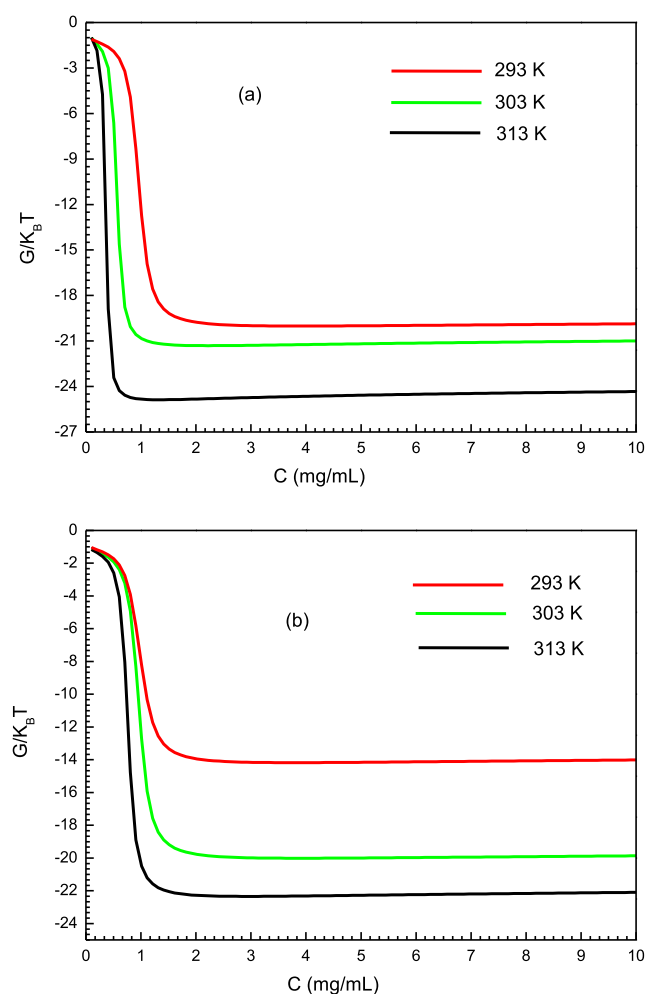 0
-3
-6
-9
-12
-15
-18
-21
-24
-27
G/K_BT
(a)
293 K
303 K
313 K
0 1 2 3 4 5 6 7 8 9 10
C (mg/mL)
0
-2
-4
-6
-8
-10
-12
-14
-16
-18
-20
-22
-24
G/K_BT
(b)
293 K
303 K
313 K
0 1 2 3 4 5 6 7 8 9 10
C (mg/mL)